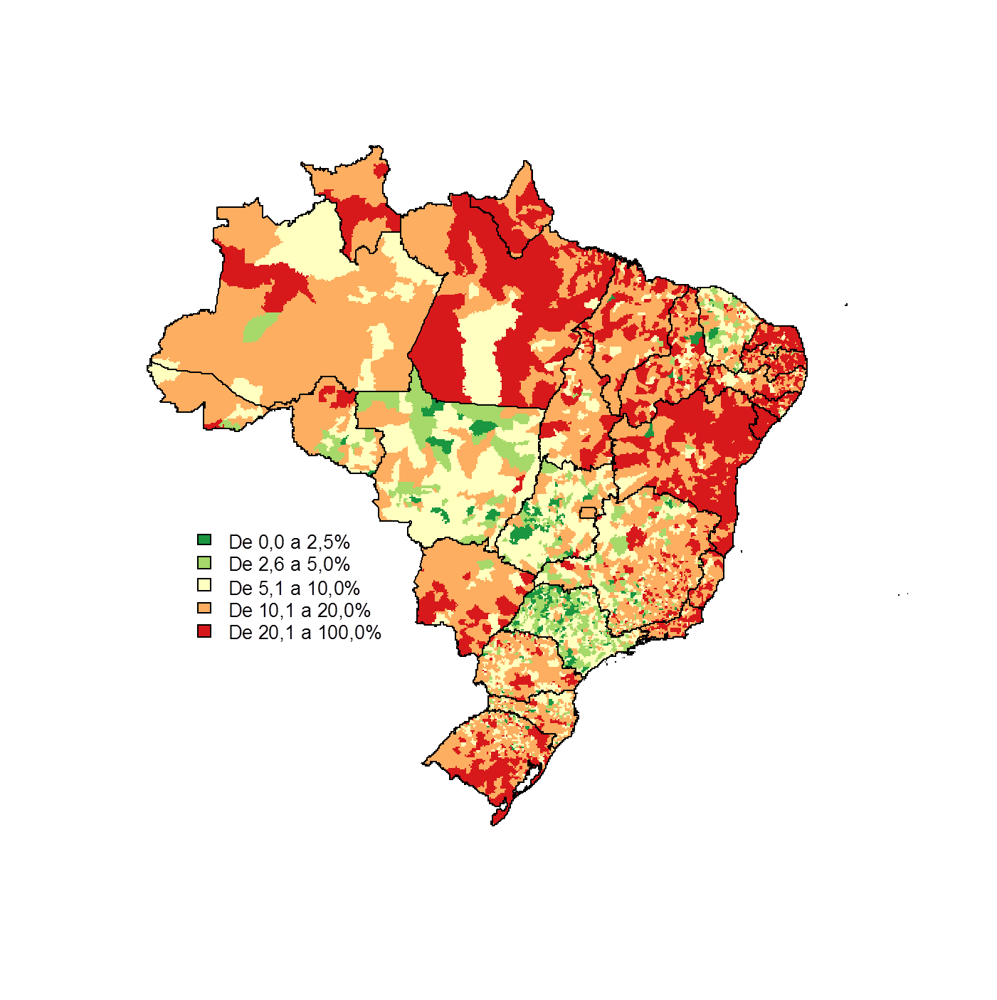 De 0,0 a 2,5%
De 2,6 a 5,0%
De 5,1 a 10,0%
De 10,1 a 20,0%
De 20,1 a 100,0%